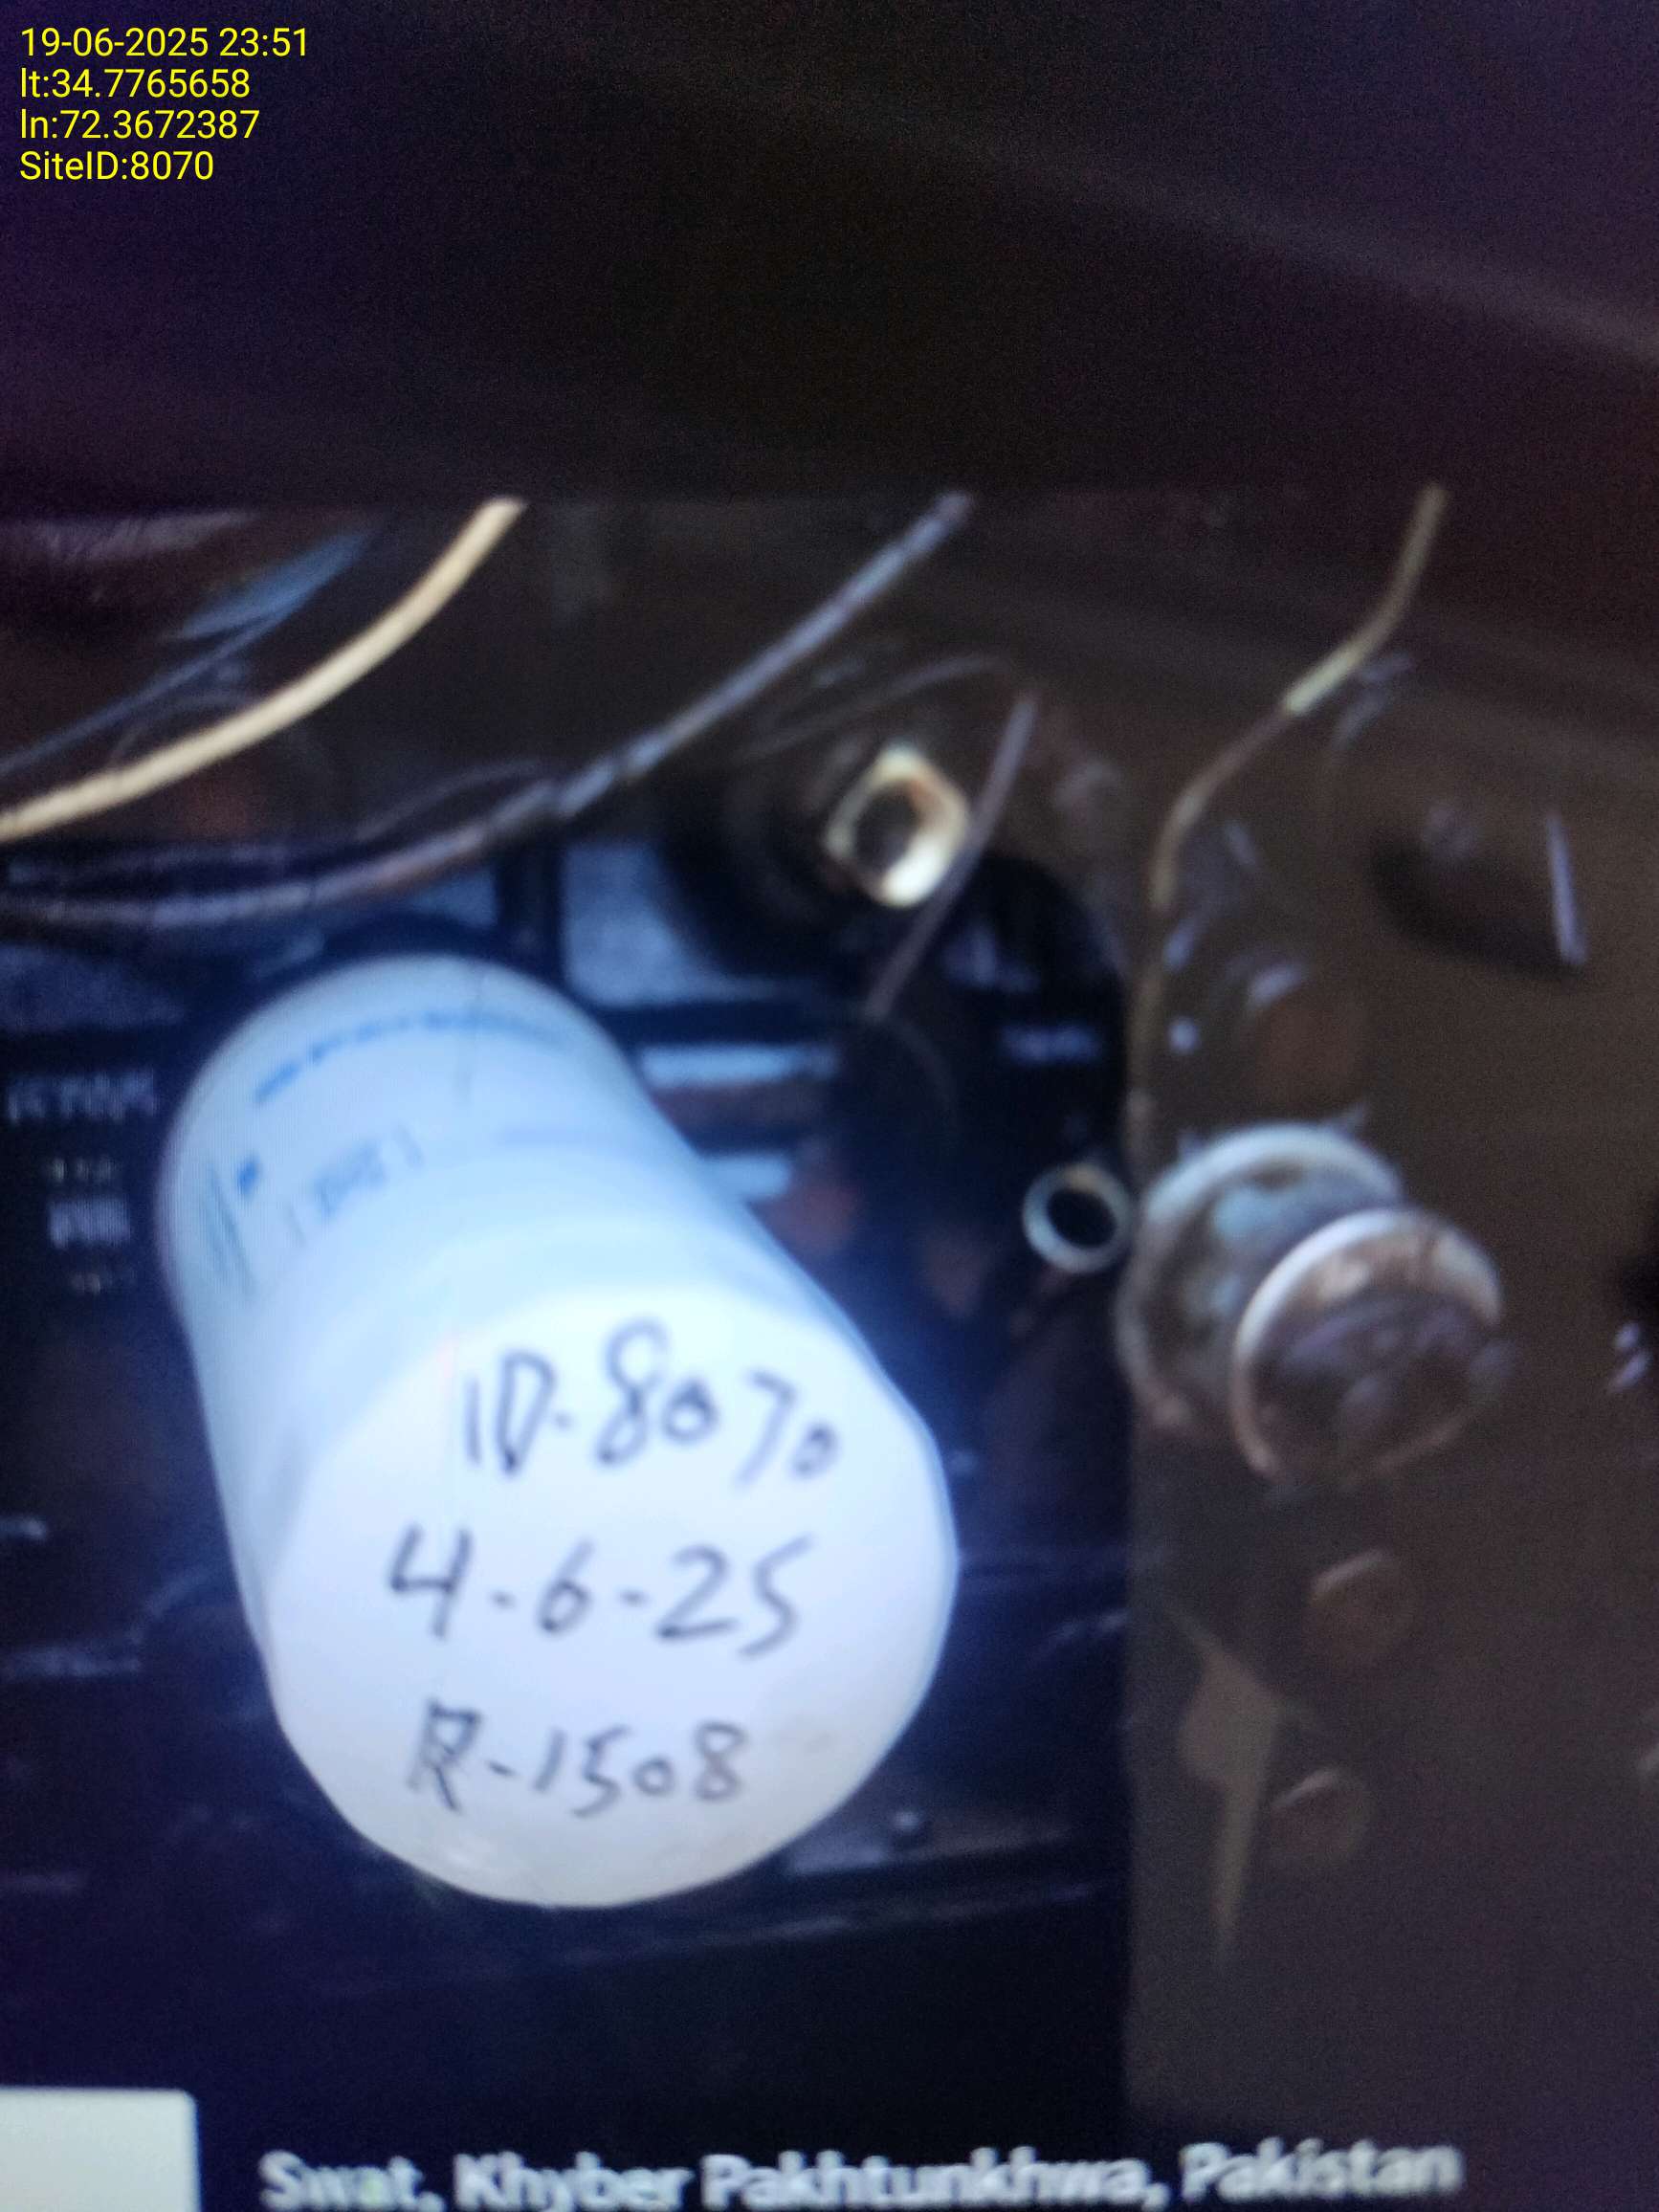 19-06-2025 23:51
lt:34.7765658
ln:72.3672387
SiteID:8070
ID.8070
4-6-25
R-1508
Swat, Khyber Pakhtunkhwa, Pakistan